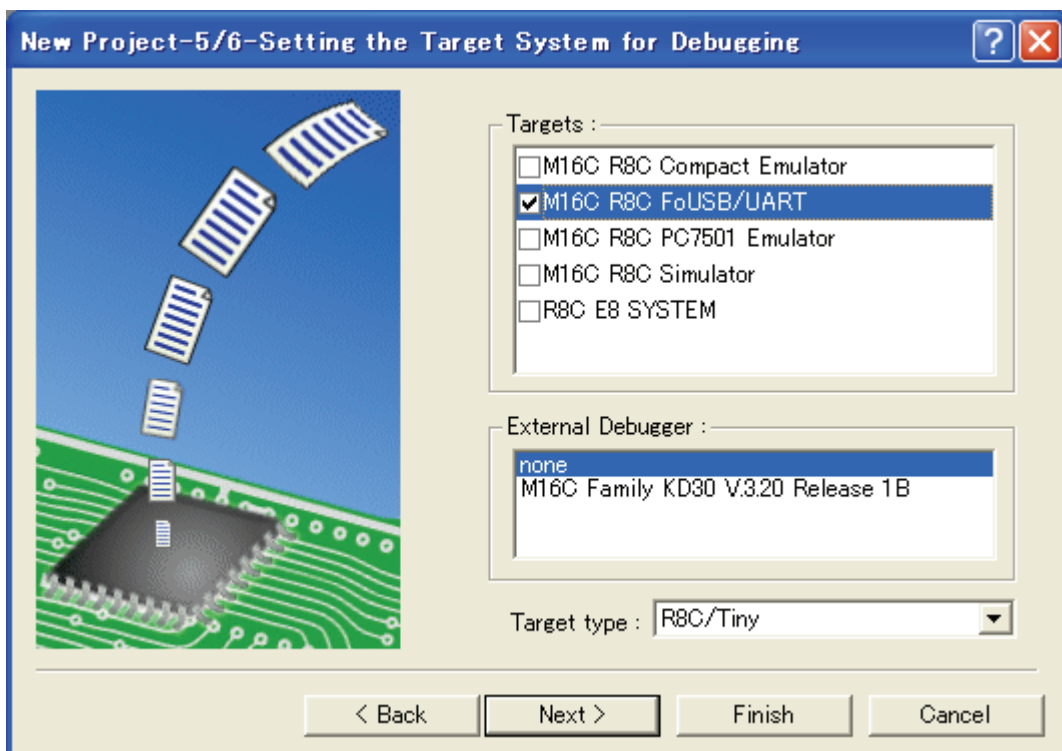 New Project-5/6-Setting the Target System for Debugging
Targets :
M16C R8C Compact Emulator
M16C R8C FoUSB/UART
M16C R8C PC7501 Emulator
M16C R8C Simulator
R8C E8 SYSTEM
External Debugger :
none
M16C Family KD30 V.3.20 Release 1B
Target type : R8C/Tiny
< Back Next > Finish Cancel